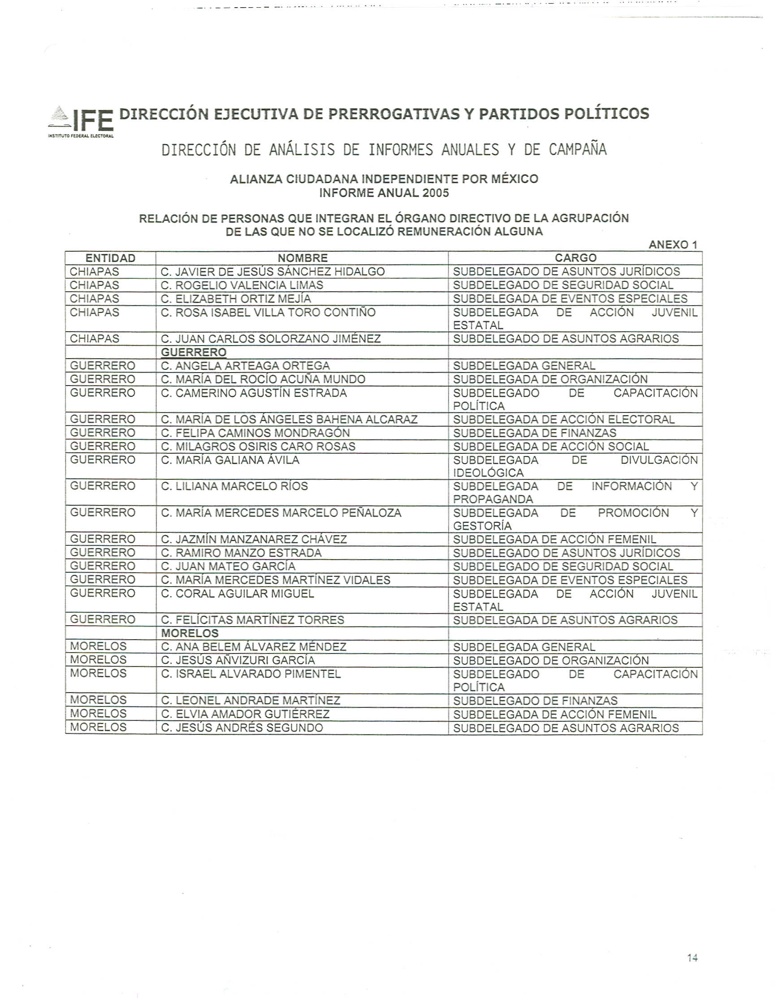 IFE DIRECCIÓN EJECUTIVA DE PRERROGATIVAS Y PARTIDOS POLÍTICOS
INSTITUTO FEDERAL ELECTORAL
DIRECCIÓN DE ANÁLISIS DE INFORMES ANUALES Y DE CAMPAÑA
ALIANZA CIUDADANA INDEPENDIENTE POR MÉXICO
INFORME ANUAL 2005
RELACIÓN DE PERSONAS QUE INTEGRAN EL ÓRGANO DIRECTIVO DE LA AGRUPACIÓN
DE LAS QUE NO SE LOCALIZÓ REMUNERACIÓN ALGUNA
ANEXO 1
ENTIDAD NOMBRE CARGO
CHIAPAS C. JAVIER DE JESÚS SÁNCHEZ HIDALGO SUBDELEGADO DE ASUNTOS JURÍDICOS
CHIAPAS C. ROGELIO VALENCIA LIMAS SUBDELEGADO DE SEGURIDAD SOCIAL
CHIAPAS C. ELIZABETH ORTIZ MEJÍA SUBDELEGADA DE EVENTOS ESPECIALES
CHIAPAS C. ROSA ISABEL VILLA TORO CONTIÑO SUBDELEGADA DE ACCIÓN JUVENIL
ESTATAL
CHIAPAS C. JUAN CARLOS SOLORZANO JIMÉNEZ SUBDELEGADO DE ASUNTOS AGRARIOS
GUERRERO
GUERRERO C. ANGELA ARTEAGA ORTEGA SUBDELEGADA GENERAL
GUERRERO C. MARÍA DEL ROCÍO ACUÑA MUNDO SUBDELEGADA DE ORGANIZACIÓN
GUERRERO C. CAMERINO AGUSTÍN ESTRADA SUBDELEGADO DE CAPACITACIÓN
POLÍTICA
GUERRERO C. MARÍA DE LOS ÁNGELES BAHENA ALCARAZ SUBDELEGADA DE ACCIÓN ELECTORAL
GUERRERO C. FELIPA CAMINOS MONDRAGÓN SUBDELEGADA DE FINANZAS
GUERRERO C. MILAGROS OSIRIS CARO ROSAS SUBDELEGADA DE ACCIÓN SOCIAL
GUERRERO C. MARÍA GALIANA ÁVILA SUBDELEGADA DE DIVULGACIÓN
IDEOLÓGICA
GUERRERO C. LILIANA MARCELO RÍOS SUBDELEGADA DE INFORMACIÓN Y
PROPAGANDA
GUERRERO C. MARÍA MERCEDES MARCELO PEÑALOZA SUBDELEGADA DE PROMOCIÓN Y
GESTORÍA
GUERRERO C. JAZMÍN MANZANAREZ CHÁVEZ SUBDELEGADA DE ACCIÓN FEMENIL
GUERRERO C. RAMIRO MANZO ESTRADA SUBDELEGADO DE ASUNTOS JURÍDICOS
GUERRERO C. JUAN MATEO GARCÍA SUBDELEGADO DE SEGURIDAD SOCIAL
GUERRERO C. MARÍA MERCEDES MARTÍNEZ VIDALES SUBDELEGADA DE EVENTOS ESPECIALES
GUERRERO C. CORAL AGUILAR MIGUEL SUBDELEGADA DE ACCIÓN JUVENIL
ESTATAL
GUERRERO C. FELÍCITAS MARTÍNEZ TORRES SUBDELEGADA DE ASUNTOS AGRARIOS
MORELOS
MORELOS C. ANA BELEM ÁLVAREZ MÉNDEZ SUBDELEGADA GENERAL
MORELOS C. JESÚS AÑVIZURI GARCÍA SUBDELEGADO DE ORGANIZACIÓN
MORELOS C. ISRAEL ALVARADO PIMENTEL SUBDELEGADO DE CAPACITACIÓN
POLÍTICA
MORELOS C. LEONEL ANDRADE MARTÍNEZ SUBDELEGADO DE FINANZAS
MORELOS C. ELVIA AMADOR GUTIÉRREZ SUBDELEGADA DE ACCIÓN FEMENIL
MORELOS C. JESÚS ANDRÉS SEGUNDO SUBDELEGADO DE ASUNTOS AGRARIOS
14